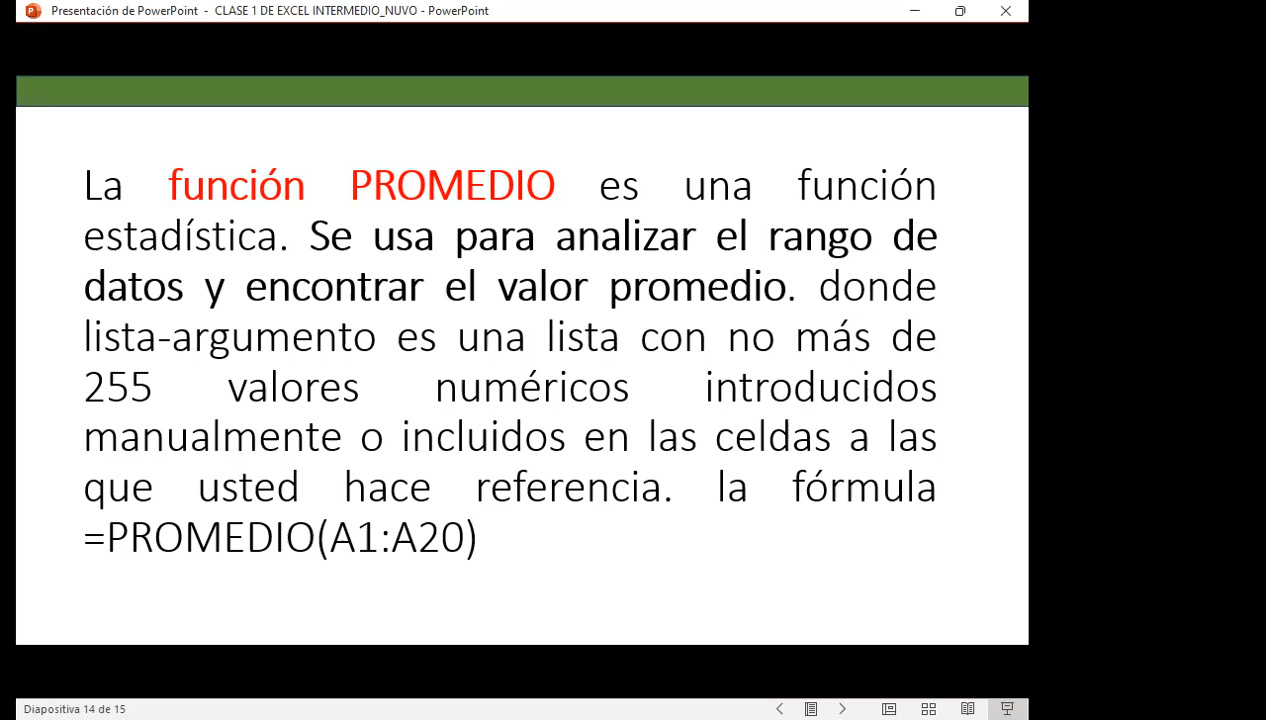 Presentación de PowerPoint - CLASE 1 DE EXCEL INTERMEDIO_NUVO - PowerPoint
La función PROMEDIO es una función
estadística. Se usa para analizar el rango de
datos y encontrar el valor promedio. donde
lista-argumento es una lista con no más de
255 valores numéricos introducidos
manualmente o incluidos en las celdas a las
que usted hace referencia. la fórmula
=PROMEDIO(A1:A20)
Diapositiva 14 de 15